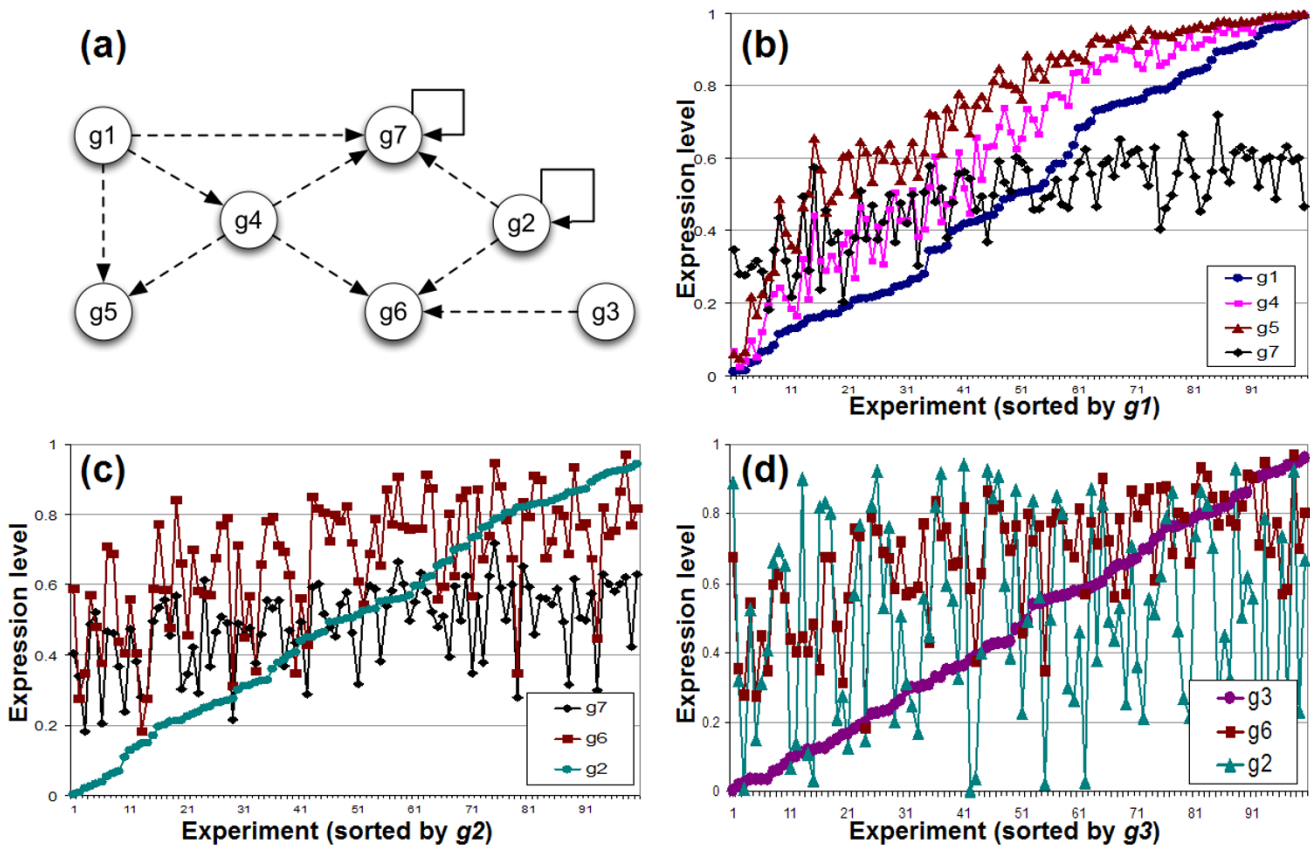 (a)
g1
g7
g4
g2
g5
g6
g3
(b)
Expression level
1
0.8
0.6
0.4
0.2
0
1 11 21 31 41 51 61 71 81 91
Experiment (sorted by g1)
g1
g4
g5
g7
(c)
Expression level
1
0.8
0.6
0.4
0.2
0
1 11 21 31 41 51 61 71 81 91
Experiment (sorted by g2)
g7
g6
g2
(d)
Expression level
1
0.8
0.6
0.4
0.2
0
1 11 21 31 41 51 61 71 81 91
Experiment (sorted by g3)
g3
g6
g2